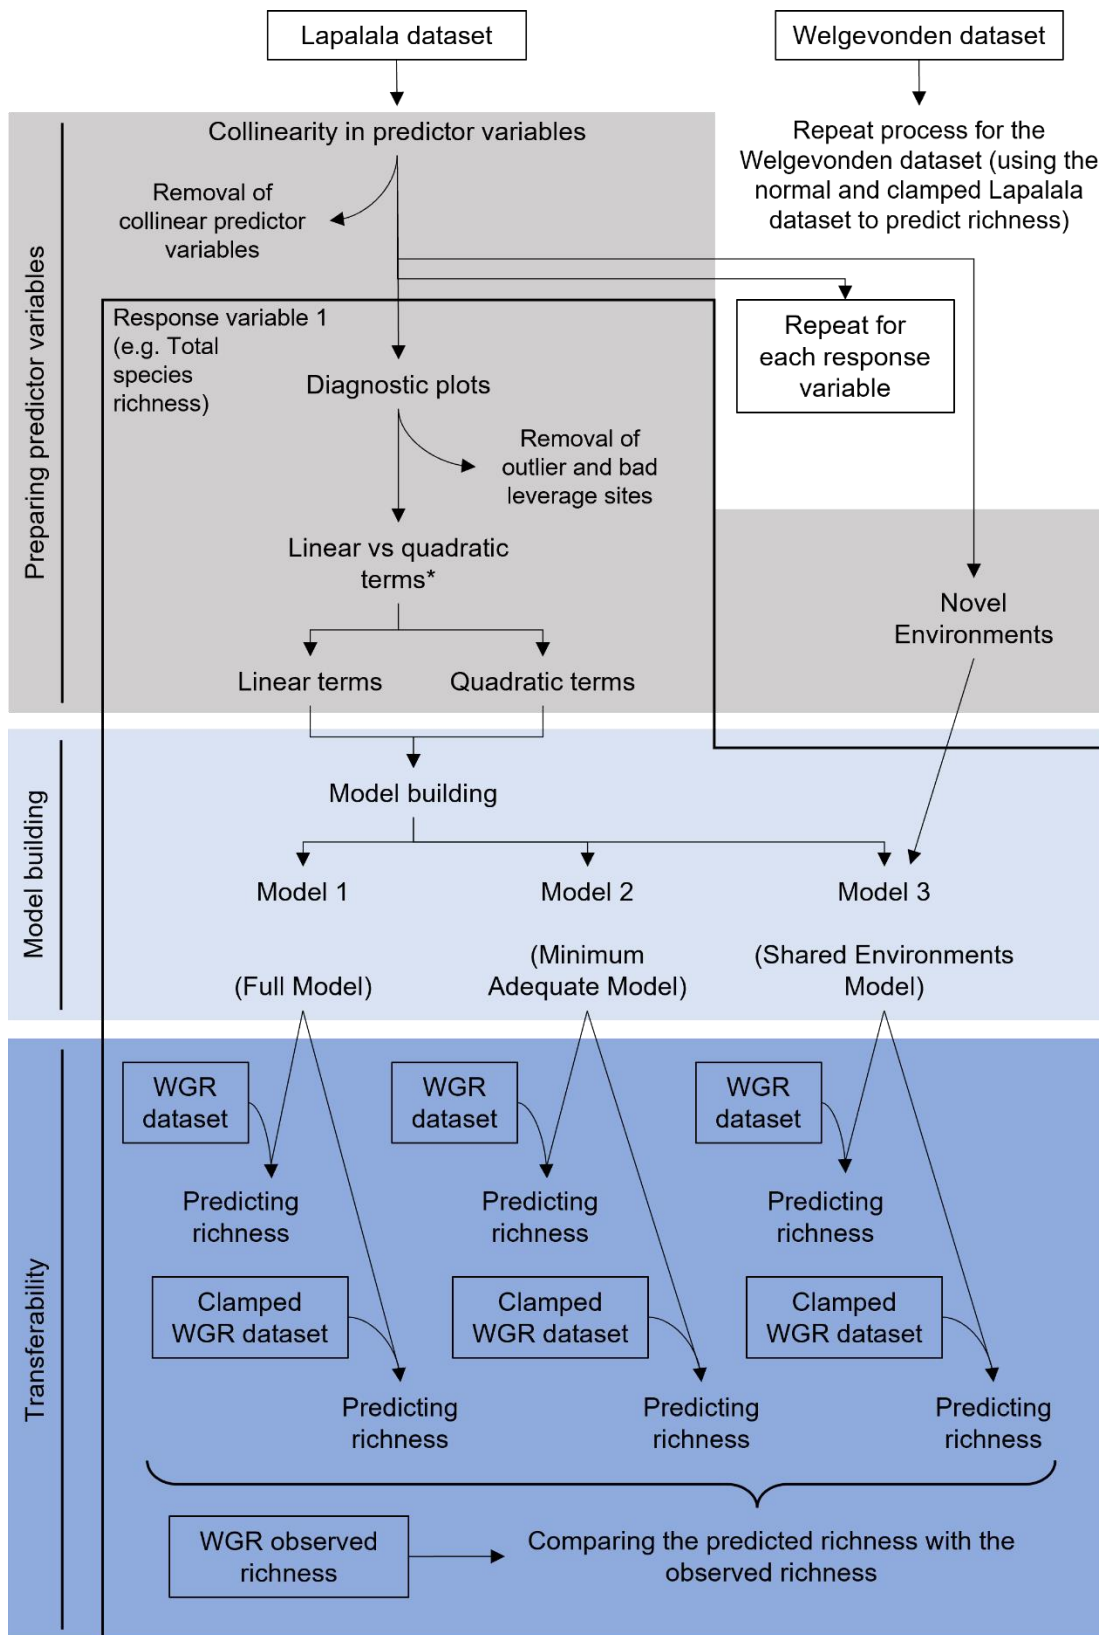 Lapalala dataset
Welgevonden dataset
Collinearity in predictor variables
Repeat process for the
Welgevonden dataset (using the
normal and clamped Lapalala
dataset to predict richness)
Removal of
collinear predictor
variables
Preparing predictor variables
Response variable 1
(e.g. Total
species
richness)
Repeat for
each response
variable
Diagnostic plots
Removal of
outlier and bad
leverage sites
Linear vs quadratic
terms*
Novel
Environments
Linear terms
Quadratic terms
Model building
Model building
Model 1
Model 2
Model 3
(Full Model)
(Minimum
Adequate Model)
(Shared Environments
Model)
Transferability
WGR
dataset
WGR
dataset
WGR
dataset
Predicting
richness
Predicting
richness
Predicting
richness
Clamped
WGR dataset
Clamped
WGR dataset
Clamped
WGR dataset
Predicting
richness
Predicting
richness
Predicting
richness
WGR observed
richness
Comparing the predicted richness with the
observed richness